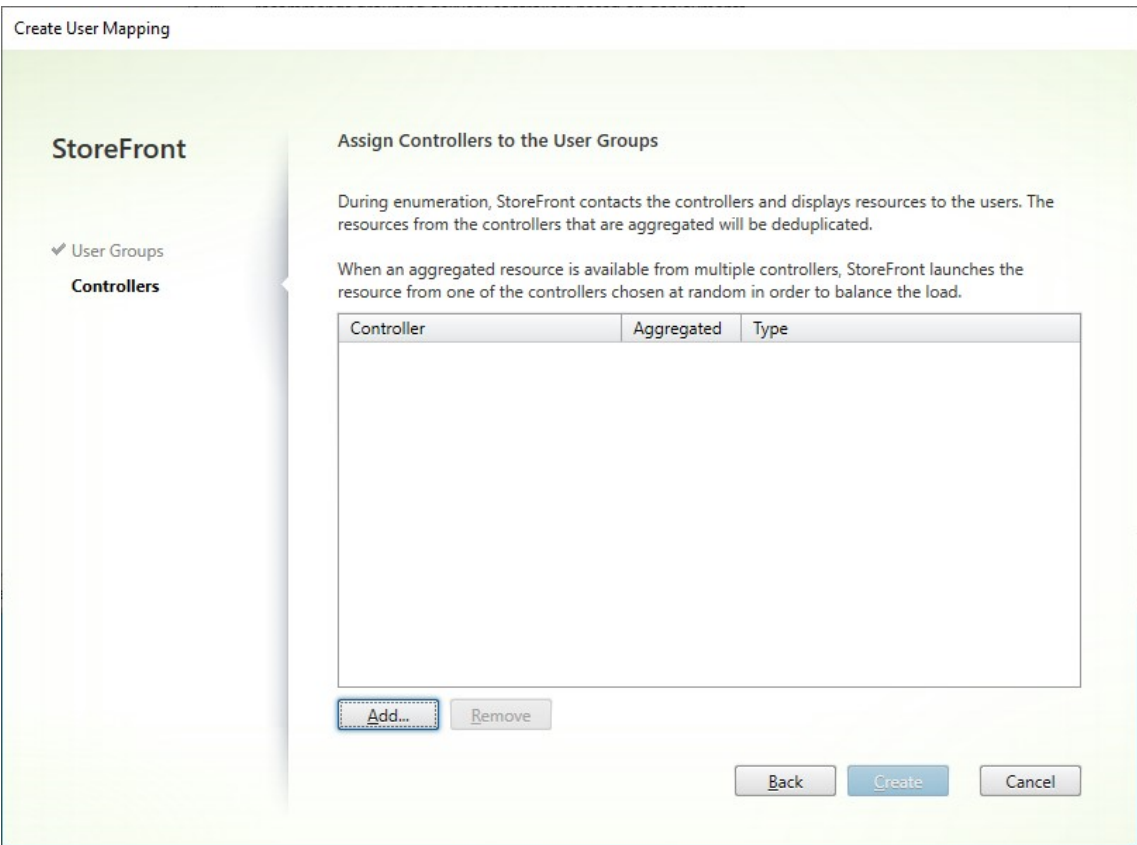 Create User Mapping
StoreFront
User Groups
Controllers
Assign Controllers to the User Groups
During enumeration, StoreFront contacts the controllers and displays resources to the users. The
resources from the controllers that are aggregated will be deduplicated.
When an aggregated resource is available from multiple controllers, StoreFront launches the
resource from one of the controllers chosen at random in order to balance the load.
Controller Aggregated Type
Add... Remove
Back Create Cancel